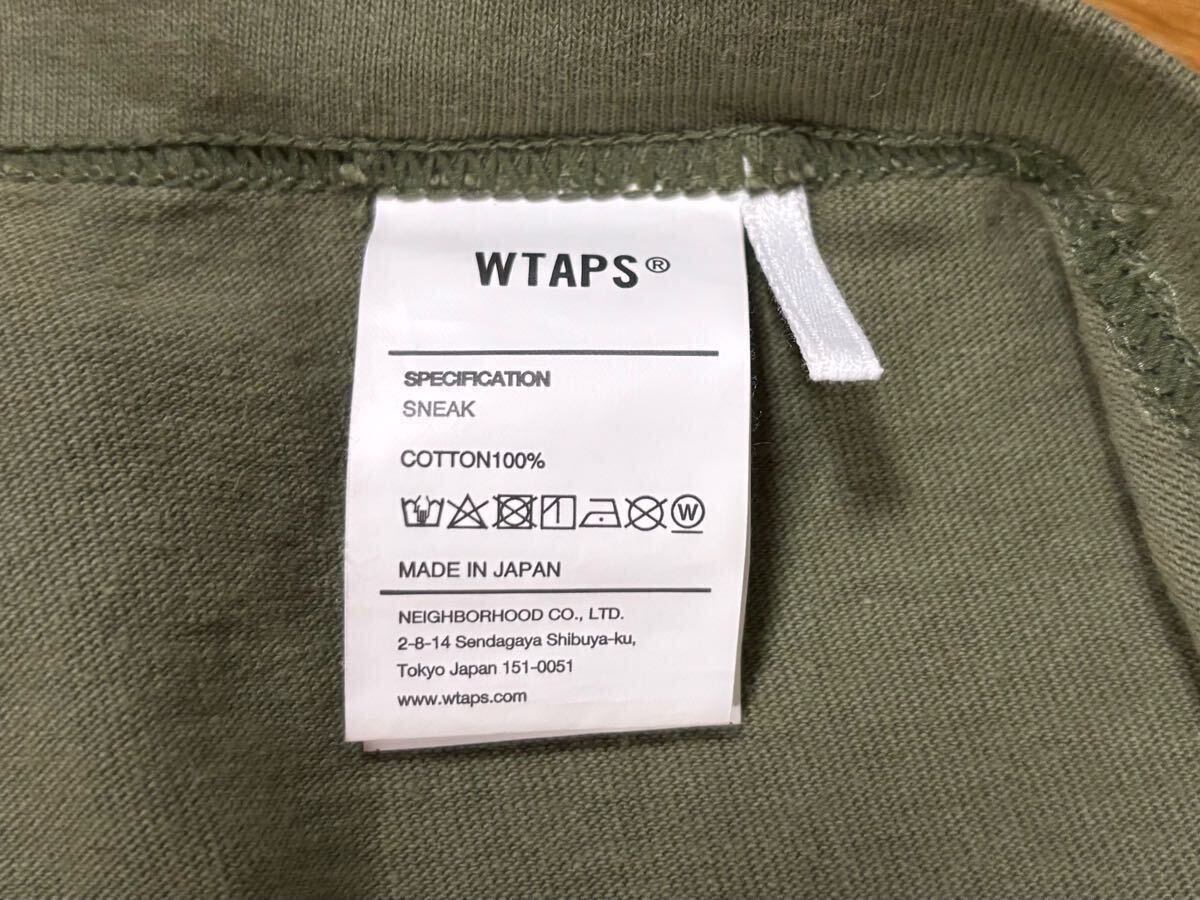 WTAPS®
SPECIFICATION
SNEAK
COTTON100%
W
MADE IN JAPAN
NEIGHBORHOOD CO., LTD.
2-8-14 Sendagaya Shibuya-ku,
Tokyo Japan 151-0051
www.wtaps.com